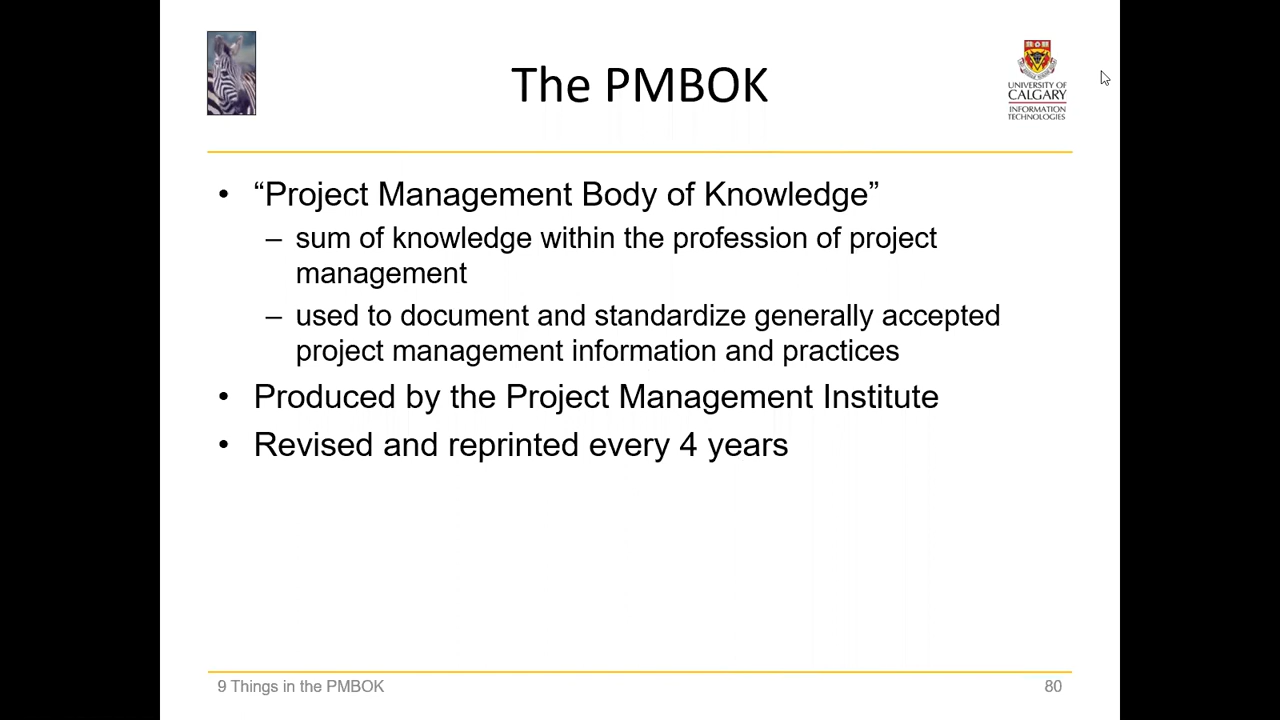 The PMBOK
UNIVERSITY OF
CALGARY
INFORMATION
TECHNOLOGIES
• “Project Management Body of Knowledge”
– sum of knowledge within the profession of project
management
– used to document and standardize generally accepted
project management information and practices
• Produced by the Project Management Institute
• Revised and reprinted every 4 years
9 Things in the PMBOK
80